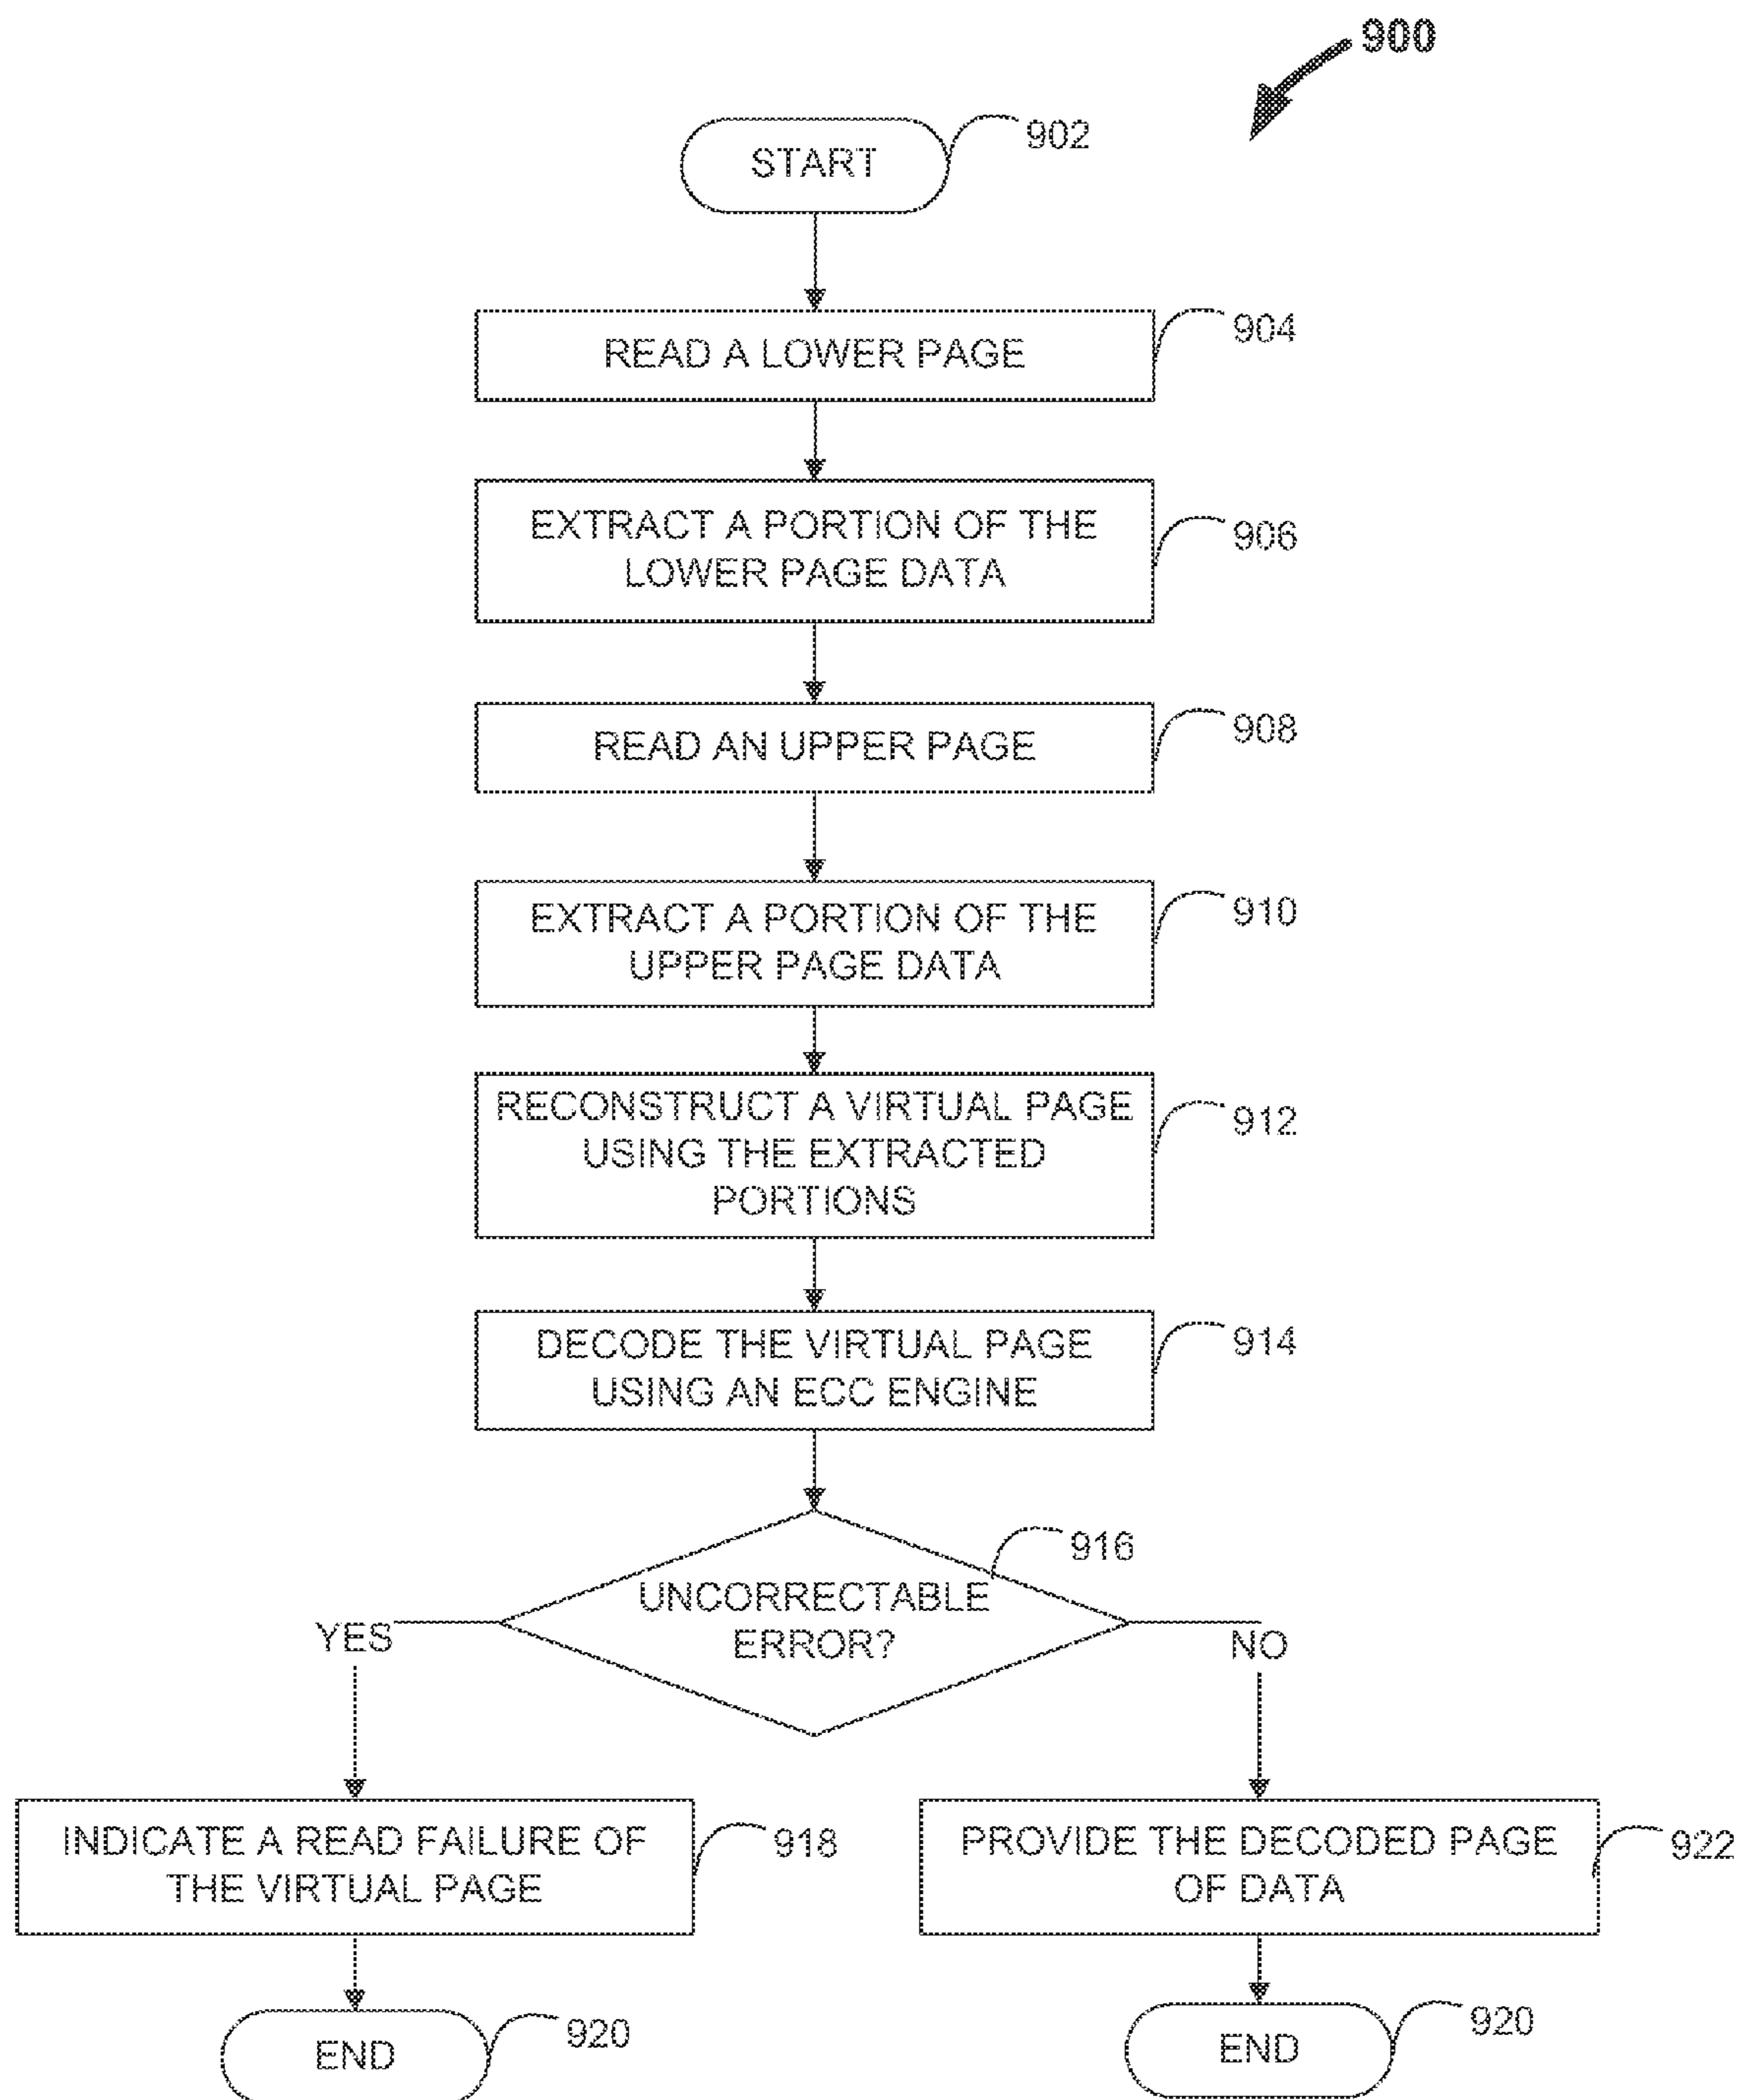 900
START
902
READ A LOWER PAGE
904
EXTRACT A PORTION OF THE
LOWER PAGE DATA
906
READ AN UPPER PAGE
908
EXTRACT A PORTION OF THE
UPPER PAGE DATA
910
RECONSTRUCT A VIRTUAL PAGE
USING THE EXTRACTED
PORTIONS
912
DECODE THE VIRTUAL PAGE
USING AN ECC ENGINE
914
UNCORRECTABLE
ERROR?
916
YES
NO
INDICATE A READ FAILURE OF
THE VIRTUAL PAGE
918
PROVIDE THE DECODED PAGE
OF DATA
922
END
920
END
920